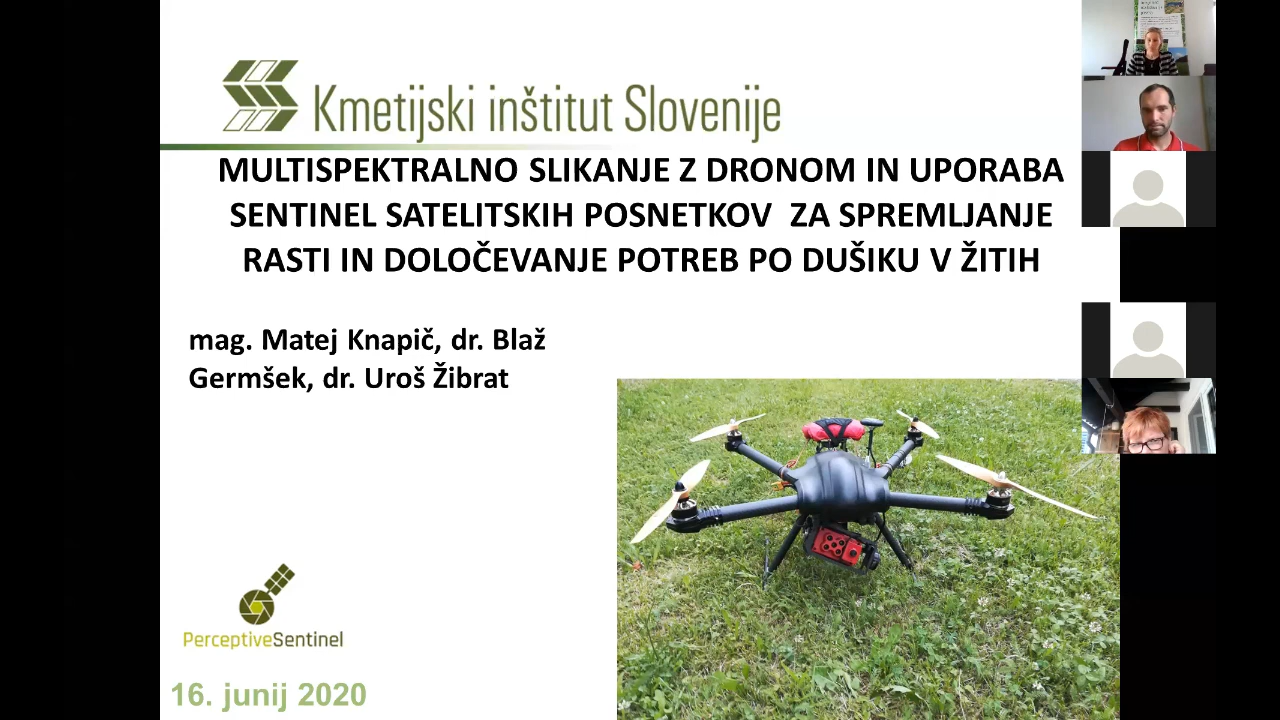 Kmetijski inštitut Slovenije
MULTISPEKTRALNO SLIKANJE Z DRONOM IN UPORABA
SENTINEL SATELITSKIH POSNETKOV ZA SPREMLJANJE
RASTI IN DOLOČEVANJE POTREB PO DUŠIKU V ŽITIH
mag. Matej Knapič, dr. Blaž
Germšek, dr. Uroš Žibrat
PerceptiveSentinel
16. junij 2020